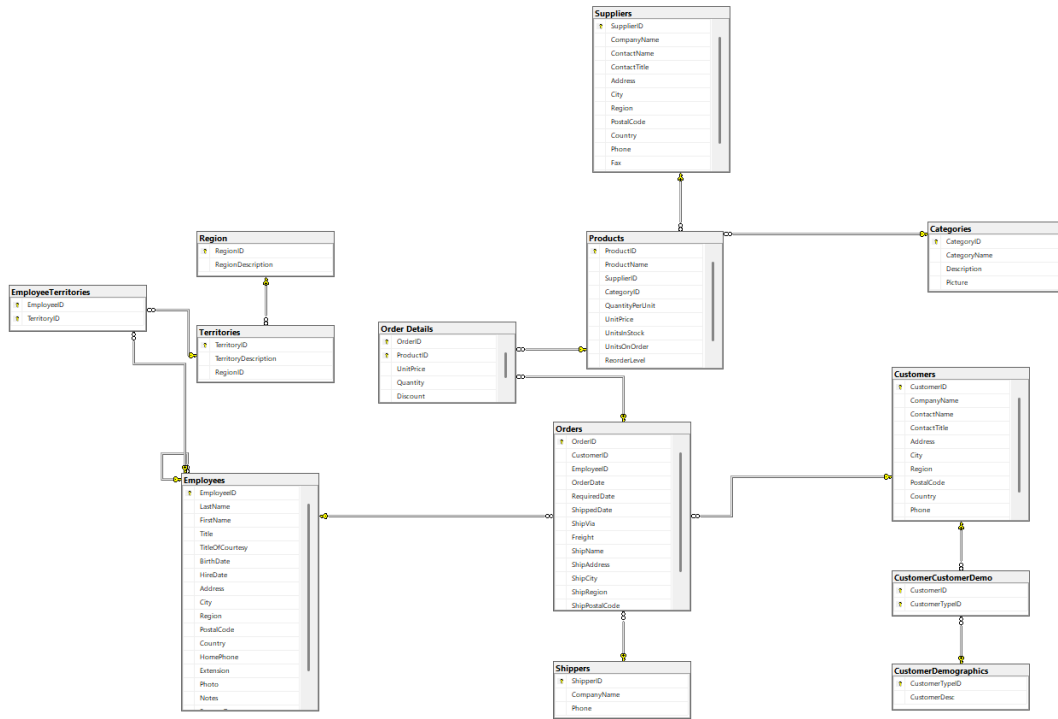 Suppliers
SupplierID
CompanyName
ContactName
ContactTitle
Address
City
Region
PostalCode
Country
Phone
Fax
Region
RegionID
RegionDescription
Products
ProductID
ProductName
SupplierID
CategoryID
QuantityPerUnit
UnitPrice
UnitsInStock
UnitsOnOrder
ReorderLevel
Categories
CategoryID
CategoryName
Description
Picture
EmployeeTerritories
EmployeeID
TerritoryID
Territories
TerritoryID
TerritoryDescription
RegionID
Order Details
OrderID
ProductID
UnitPrice
Quantity
Discount
Customers
CustomerID
CompanyName
ContactName
ContactTitle
Address
City
Region
PostalCode
Country
Phone
Orders
OrderID
CustomerID
EmployeeID
OrderDate
RequiredDate
ShippedDate
ShipVia
Freight
ShipName
ShipAddress
ShipCity
ShipRegion
ShipPostalCode
Employees
EmployeeID
LastName
FirstName
Title
TitleOfCourtesy
BirthDate
HireDate
Address
City
Region
PostalCode
Country
HomePhone
Extension
Photo
Notes
CustomerCustomerDemo
CustomerID
CustomerTypeID
Shippers
ShipperID
CompanyName
Phone
CustomerDemographics
CustomerTypeID
CustomerDesc